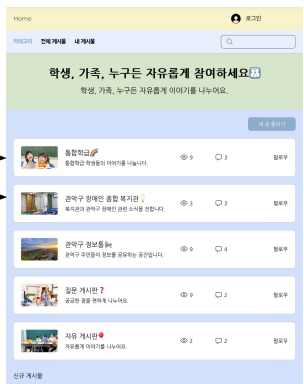 Home
로그인
카테고리 전체 게시물 내 게시물
학생, 가족, 누구든 자유롭게 참여하세요👪
학생, 가족, 누구든 자유롭게 이야기를 나누어요.
내 글 올리기
통합학급🌈
통합학급 학생들의 이야기를 나눕니다.
9 3 팔로우
관악구 장애인 종합 복지관💡
복지관과 관악구 장애인 관련 소식을 전합니다.
3 3 팔로우
관악구 정보통
관악구 주민들이 정보를 공유하는 공간입니다.
9 4 팔로우
질문 게시판❓
궁금한 점을 편하게 나누어요.
9 2 팔로우
자유 게시판🎈
자유롭게 이야기를 나누어요.
2 2 팔로우
신규 게시물